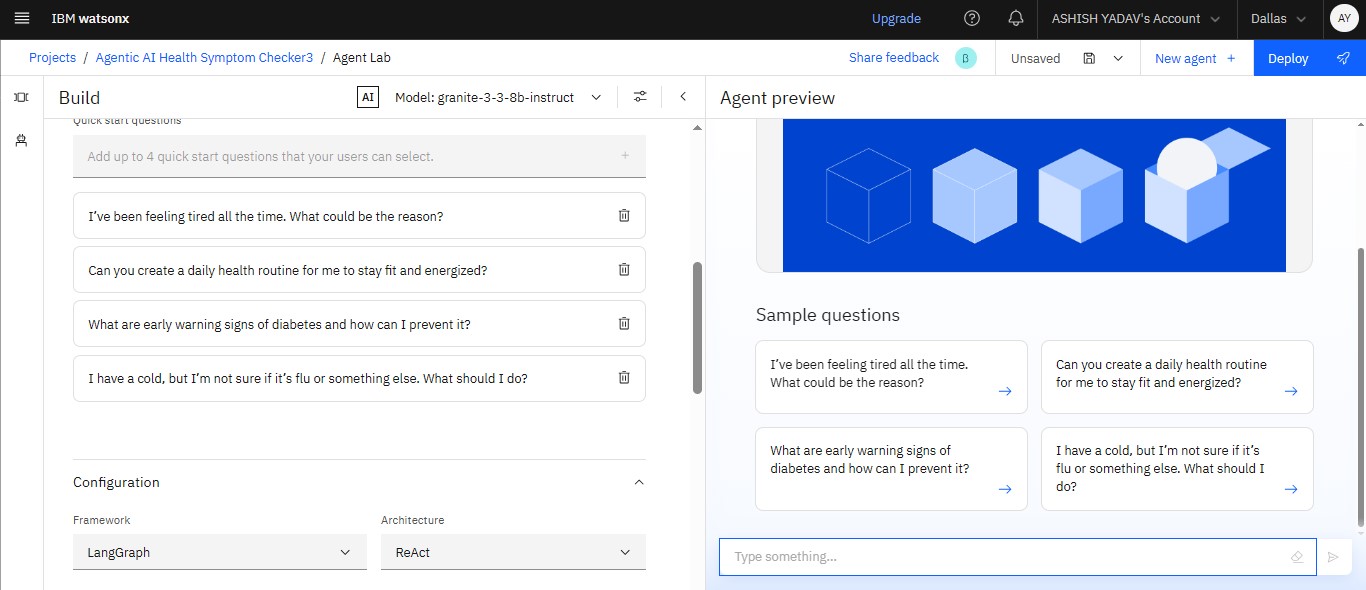 IBM watsonx
Upgrade
ASHISH YADAV's Account
Dallas
AY
Projects / Agentic AI Health Symptom Checker3 / Agent Lab
Share feedback
β
Unsaved
New agent +
Deploy
Build
AI
Model: granite-3-3-8b-instruct
Agent preview
Quick start questions
Add up to 4 quick start questions that your users can select.
I’ve been feeling tired all the time. What could be the reason?
Can you create a daily health routine for me to stay fit and energized?
What are early warning signs of diabetes and how can I prevent it?
I have a cold, but I’m not sure if it’s flu or something else. What should I do?
Configuration
Framework
Architecture
LangGraph
ReAct
Sample questions
I’ve been feeling tired all the time.
What could be the reason?
Can you create a daily health routine
for me to stay fit and energized?
What are early warning signs of
diabetes and how can I prevent it?
I have a cold, but I’m not sure if it’s
flu or something else. What should I
do?
Type something...